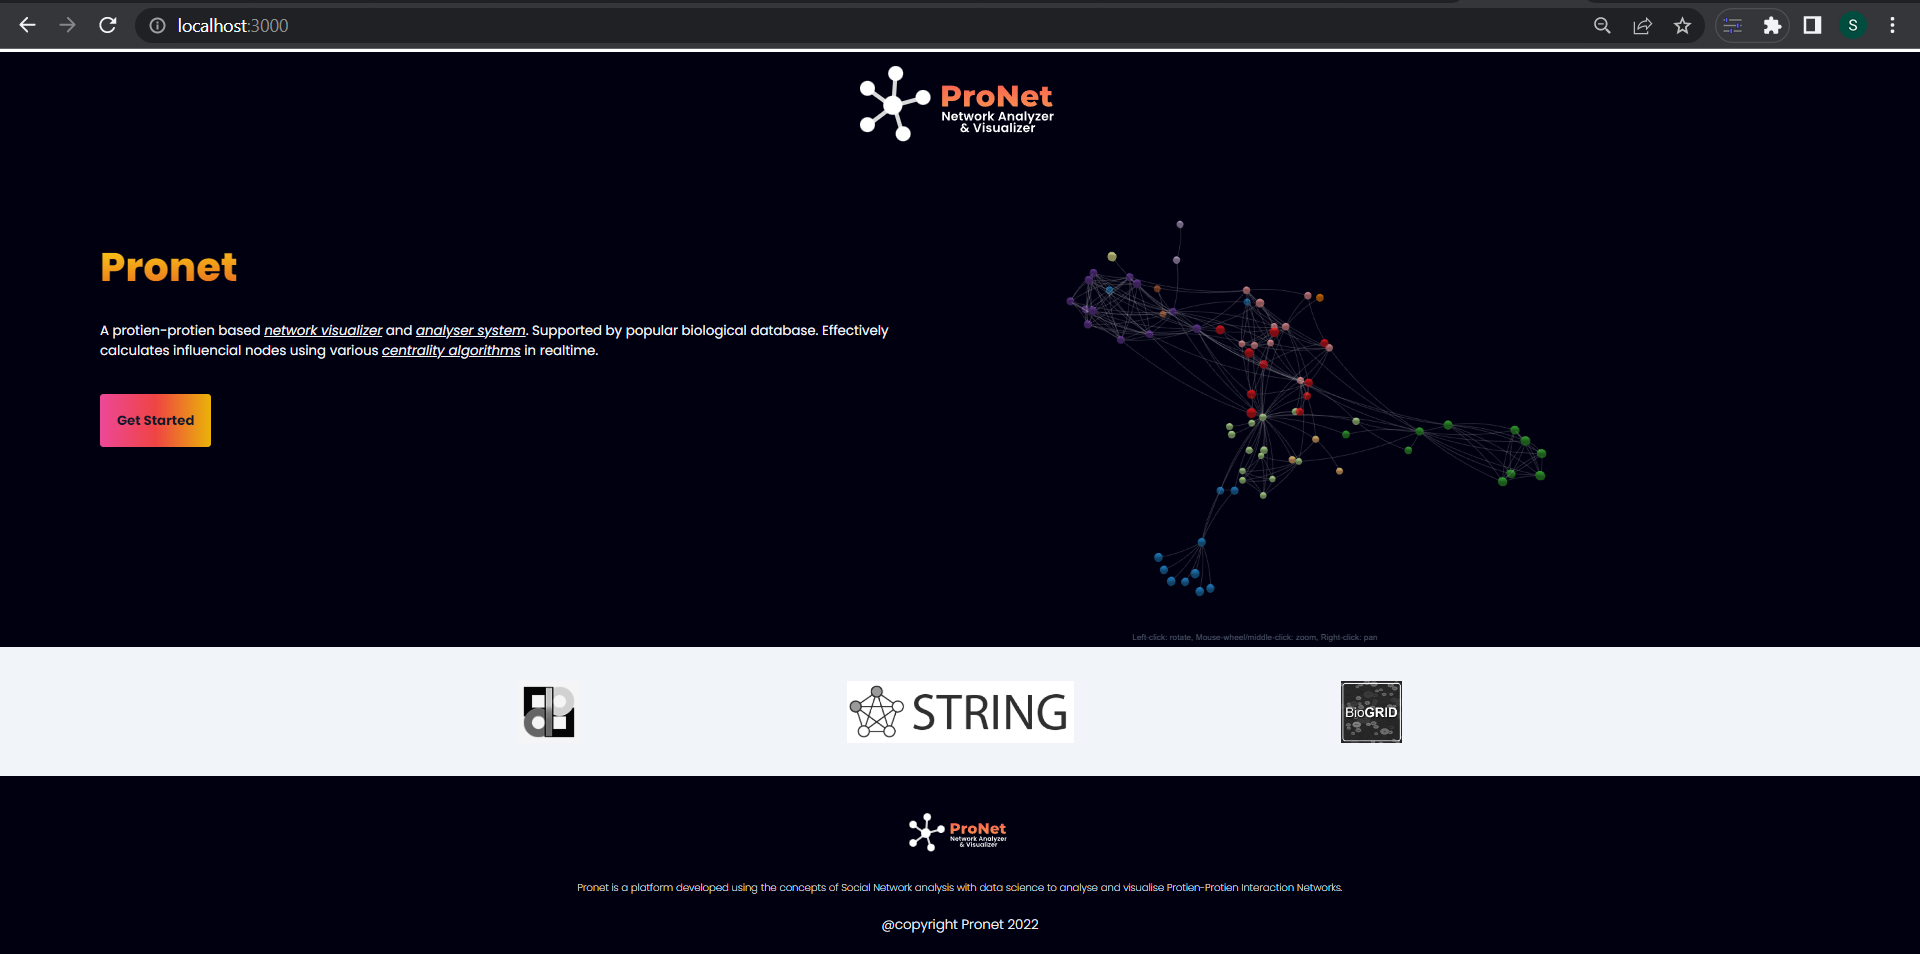 localhost:3000
S
ProNet
Network Analyzer
& Visualizer
Pronet
A protien-protien based network visualizer and analyser system. Supported by popular biological database. Effectively
calculates influencial nodes using various centrality algorithms in realtime.
Get Started
Left-click: rotate, Mouse-wheel/middle-click: zoom, Right-click: pan
STRING
BioGRID
ProNet
Network Analyzer
& Visualizer
Pronet is a platform developed using the concepts of Social Network analysis with data science to analyse and visualise Protien-Protien Interaction Networks.
@copyright Pronet 2022